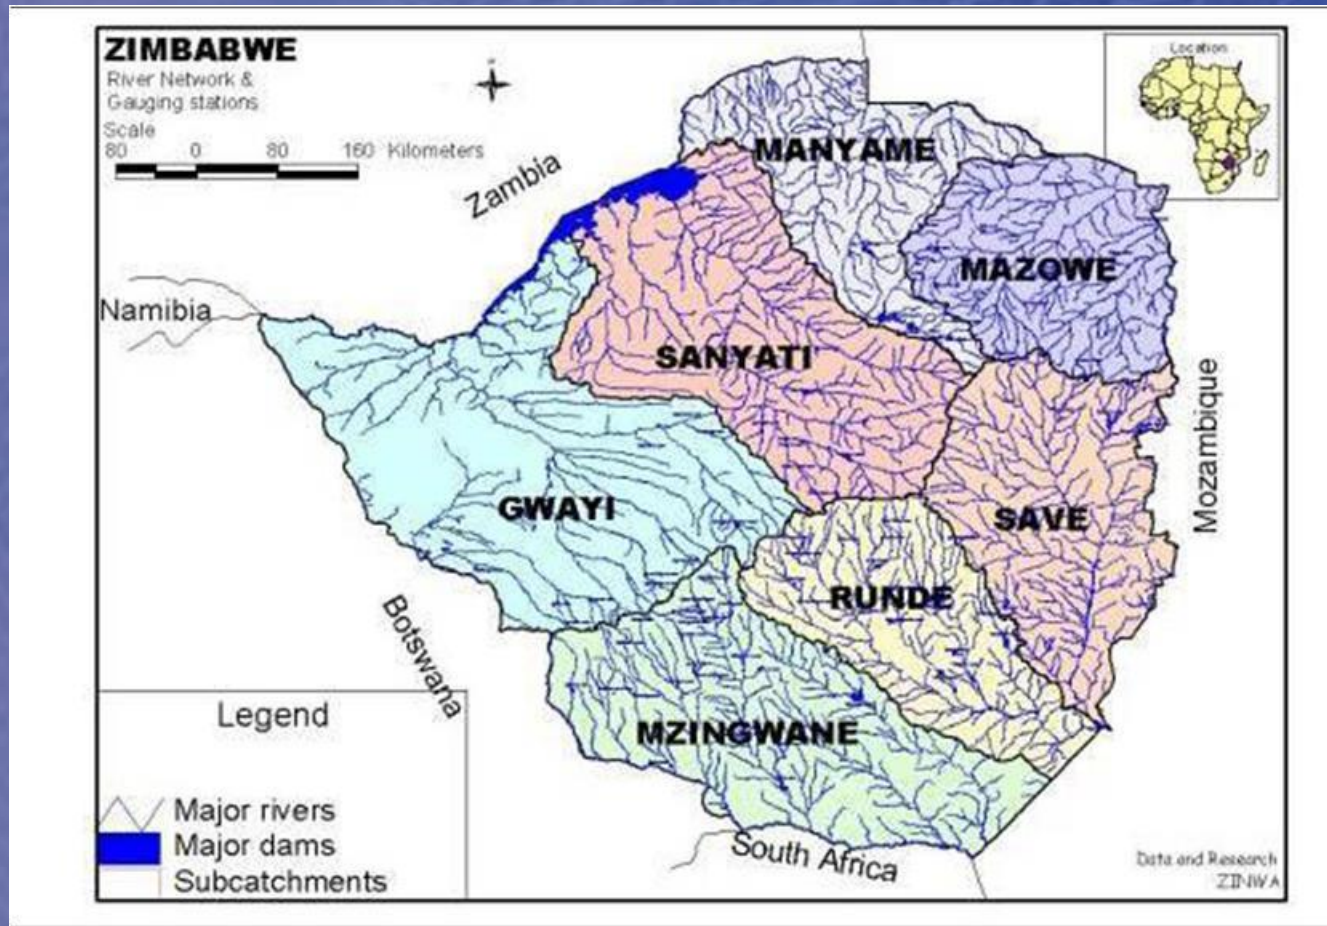 ZIMBABWE
River Network &
Gauging stations
Scale
80 0 80 160 Kilometers
Location
Zambia
Namibia
Botswana
South Africa
Mozambique
MANYAME
MAZOWE
SANYATI
GWAYI
SAVE
RUNDE
MZINGWANE
Legend
Major rivers
Major dams
Subcatchments
Data and Research
ZINWA